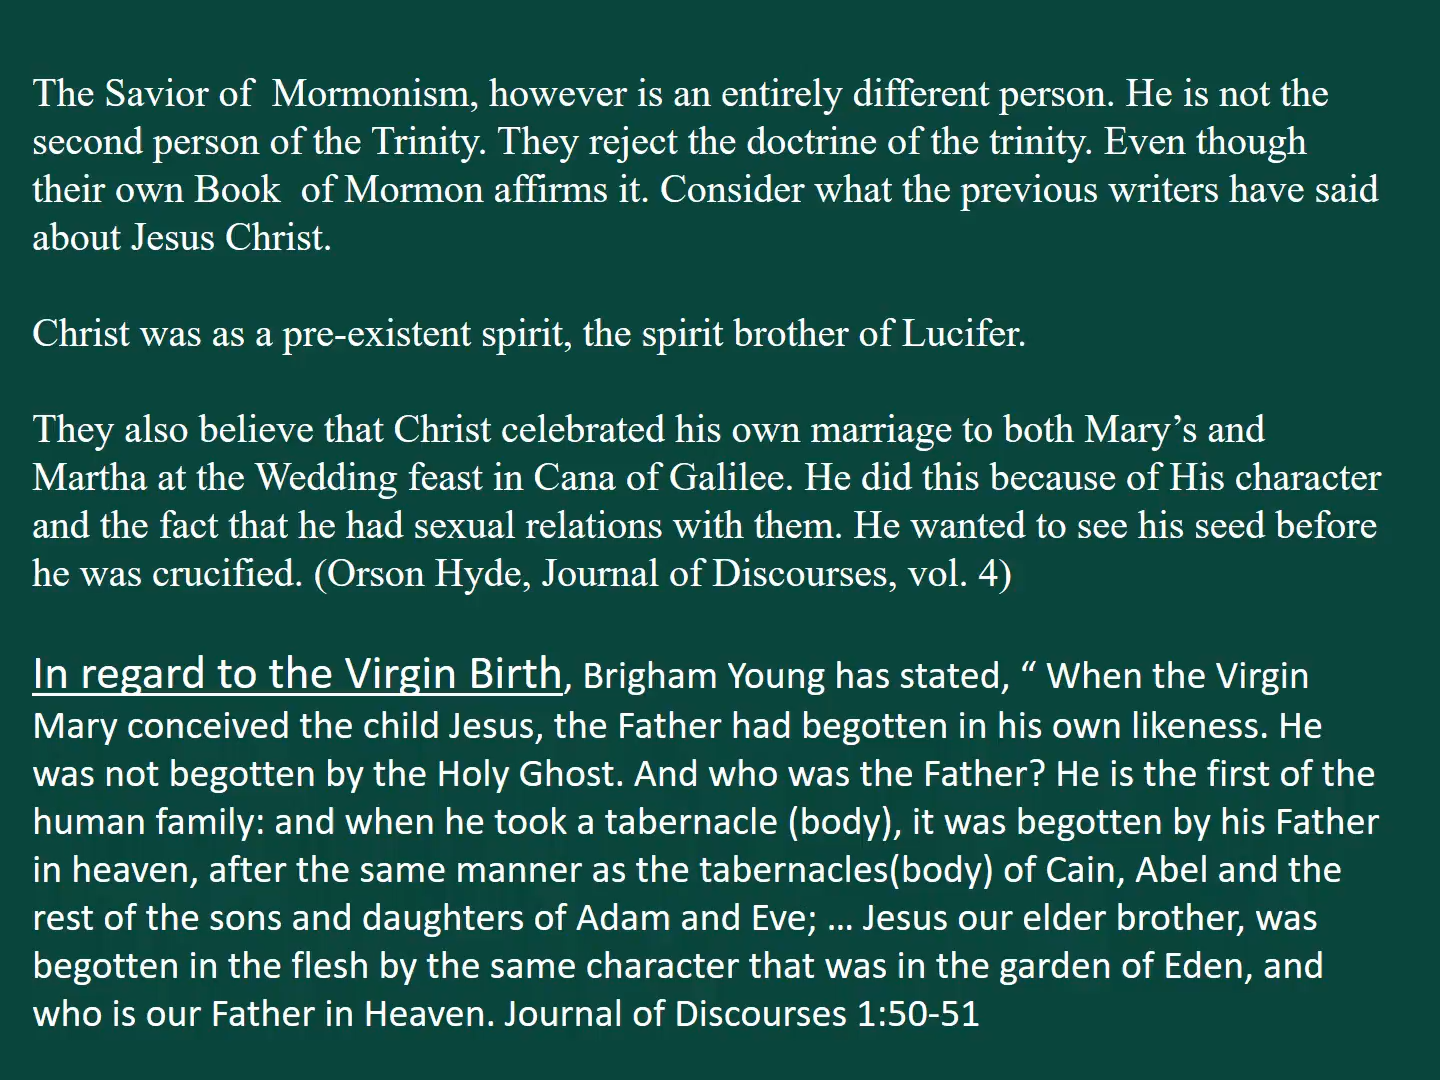 The Savior of  Mormonism, however is an entirely different person. He is not the
second person of the Trinity. They reject the doctrine of the trinity. Even though
their own Book  of Mormon affirms it. Consider what the previous writers have said
about Jesus Christ.
Christ was as a pre-existent spirit, the spirit brother of Lucifer.
They also believe that Christ celebrated his own marriage to both Mary’s and
Martha at the Wedding feast in Cana of Galilee. He did this because of His character
and the fact that he had sexual relations with them. He wanted to see his seed before
he was crucified. (Orson Hyde, Journal of Discourses, vol. 4)
In regard to the Virgin Birth, Brigham Young has stated, “ When the Virgin
Mary conceived the child Jesus, the Father had begotten in his own likeness. He
was not begotten by the Holy Ghost. And who was the Father? He is the first of the
human family: and when he took a tabernacle (body), it was begotten by his Father
in heaven, after the same manner as the tabernacles(body) of Cain, Abel and the
rest of the sons and daughters of Adam and Eve; ... Jesus our elder brother, was
begotten in the flesh by the same character that was in the garden of Eden, and
who is our Father in Heaven. Journal of Discourses 1:50-51